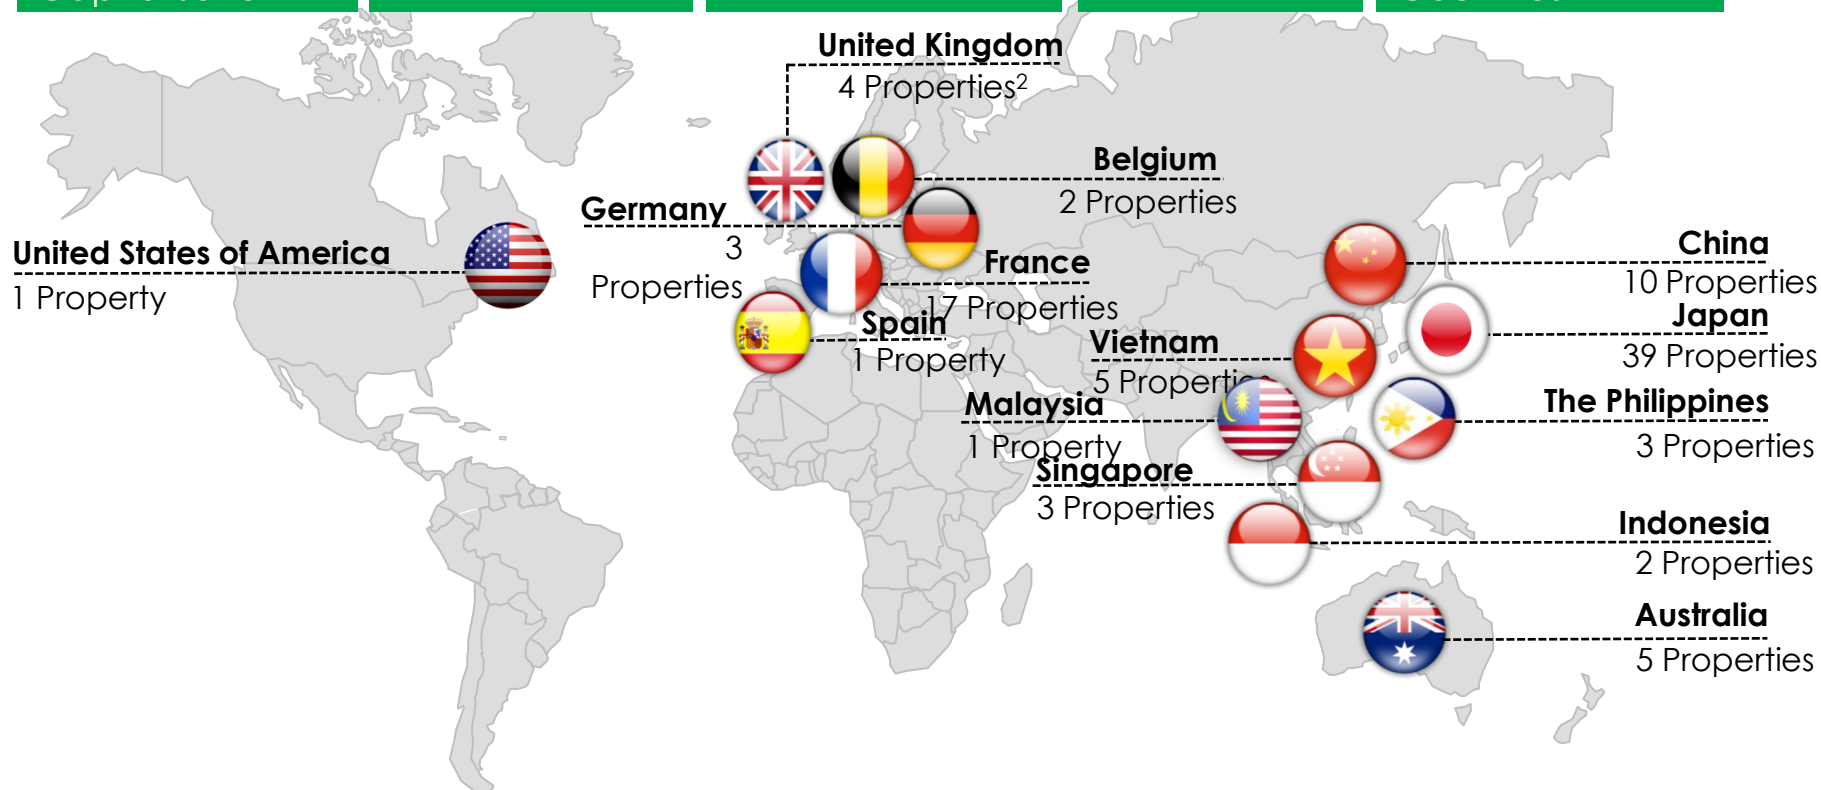 United Kingdom
4 Properties²
Belgium
2 Properties
Germany
3
Properties
United States of America
1 Property
France
17 Properties
Spain
1 Property
China
10 Properties
Japan
39 Properties
Vietnam
5 Properties
Malaysia
1 Property
The Philippines
3 Properties
Singapore
3 Properties
Indonesia
2 Properties
Australia
5 Properties